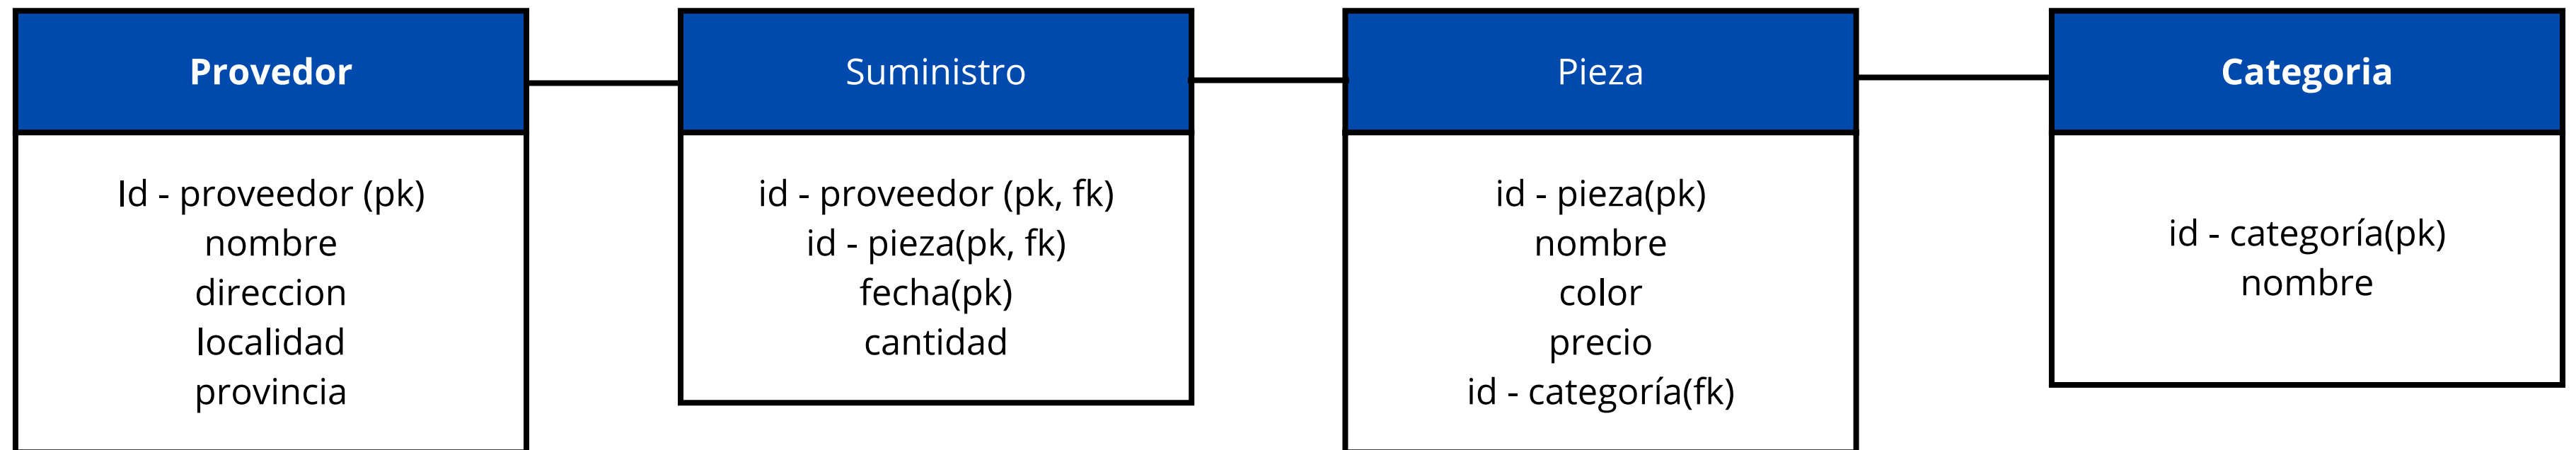 Provedor
Id - proveedor (pk)
nombre
direccion
localidad
provincia
Suministro
id - proveedor (pk, fk)
id - pieza(pk, fk)
fecha(pk)
cantidad
Pieza
id - pieza(pk)
nombre
color
precio
id - categoría(fk)
Categoria
id - categoría(pk)
nombre